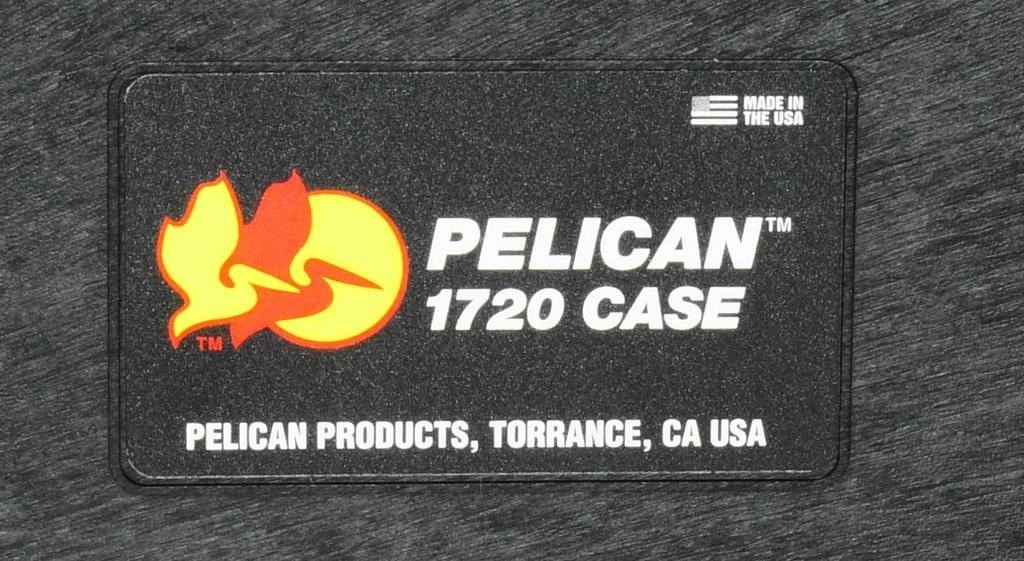 MADE IN
THE USA
PELICAN™
1720 CASE
TM
PELICAN PRODUCTS, TORRANCE, CA USA